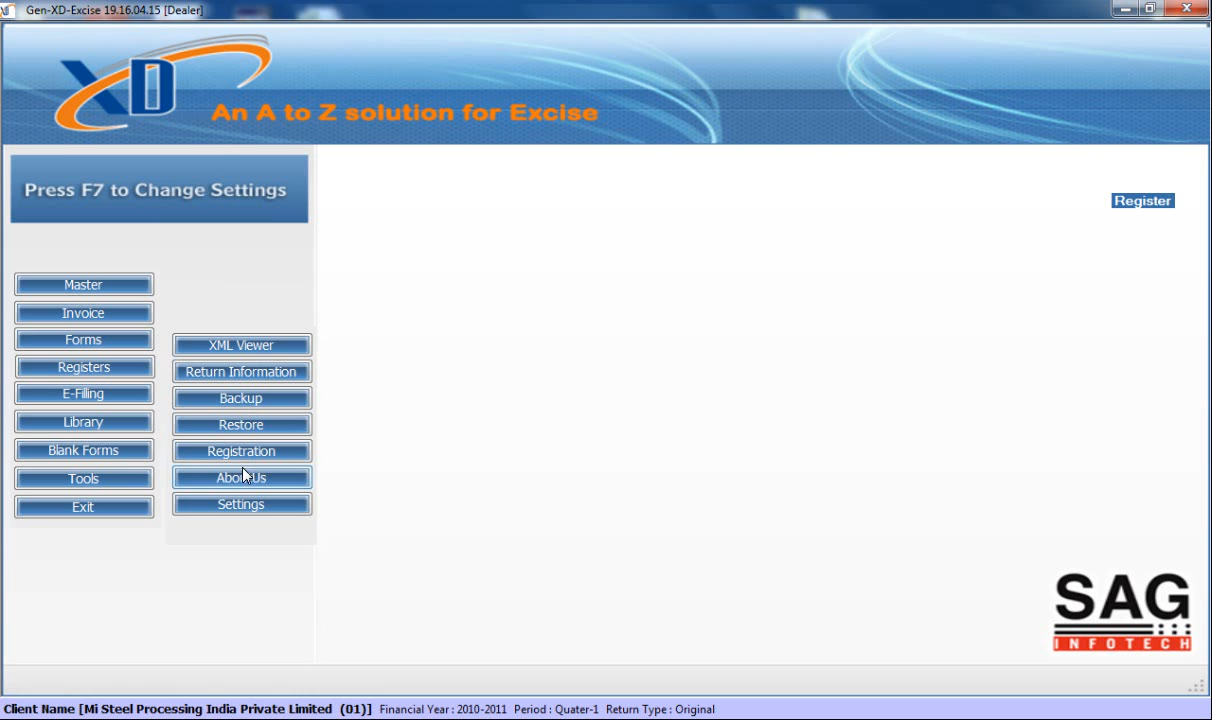 Gen-XD-Excise 19.16.04.15 [Dealer]
XD
An A to Z solution for Excise
Press F7 to Change Settings
Register
Master
Invoice
Forms
Registers
E-Filing
Library
Blank Forms
Tools
Exit
XML Viewer
Return Information
Backup
Restore
Registration
About Us
Settings
SAG
INFOTECH
Client Name [Mi Steel Processing India Private Limited (01)] Financial Year : 2010-2011 Period : Quater-1 Return Type : Original